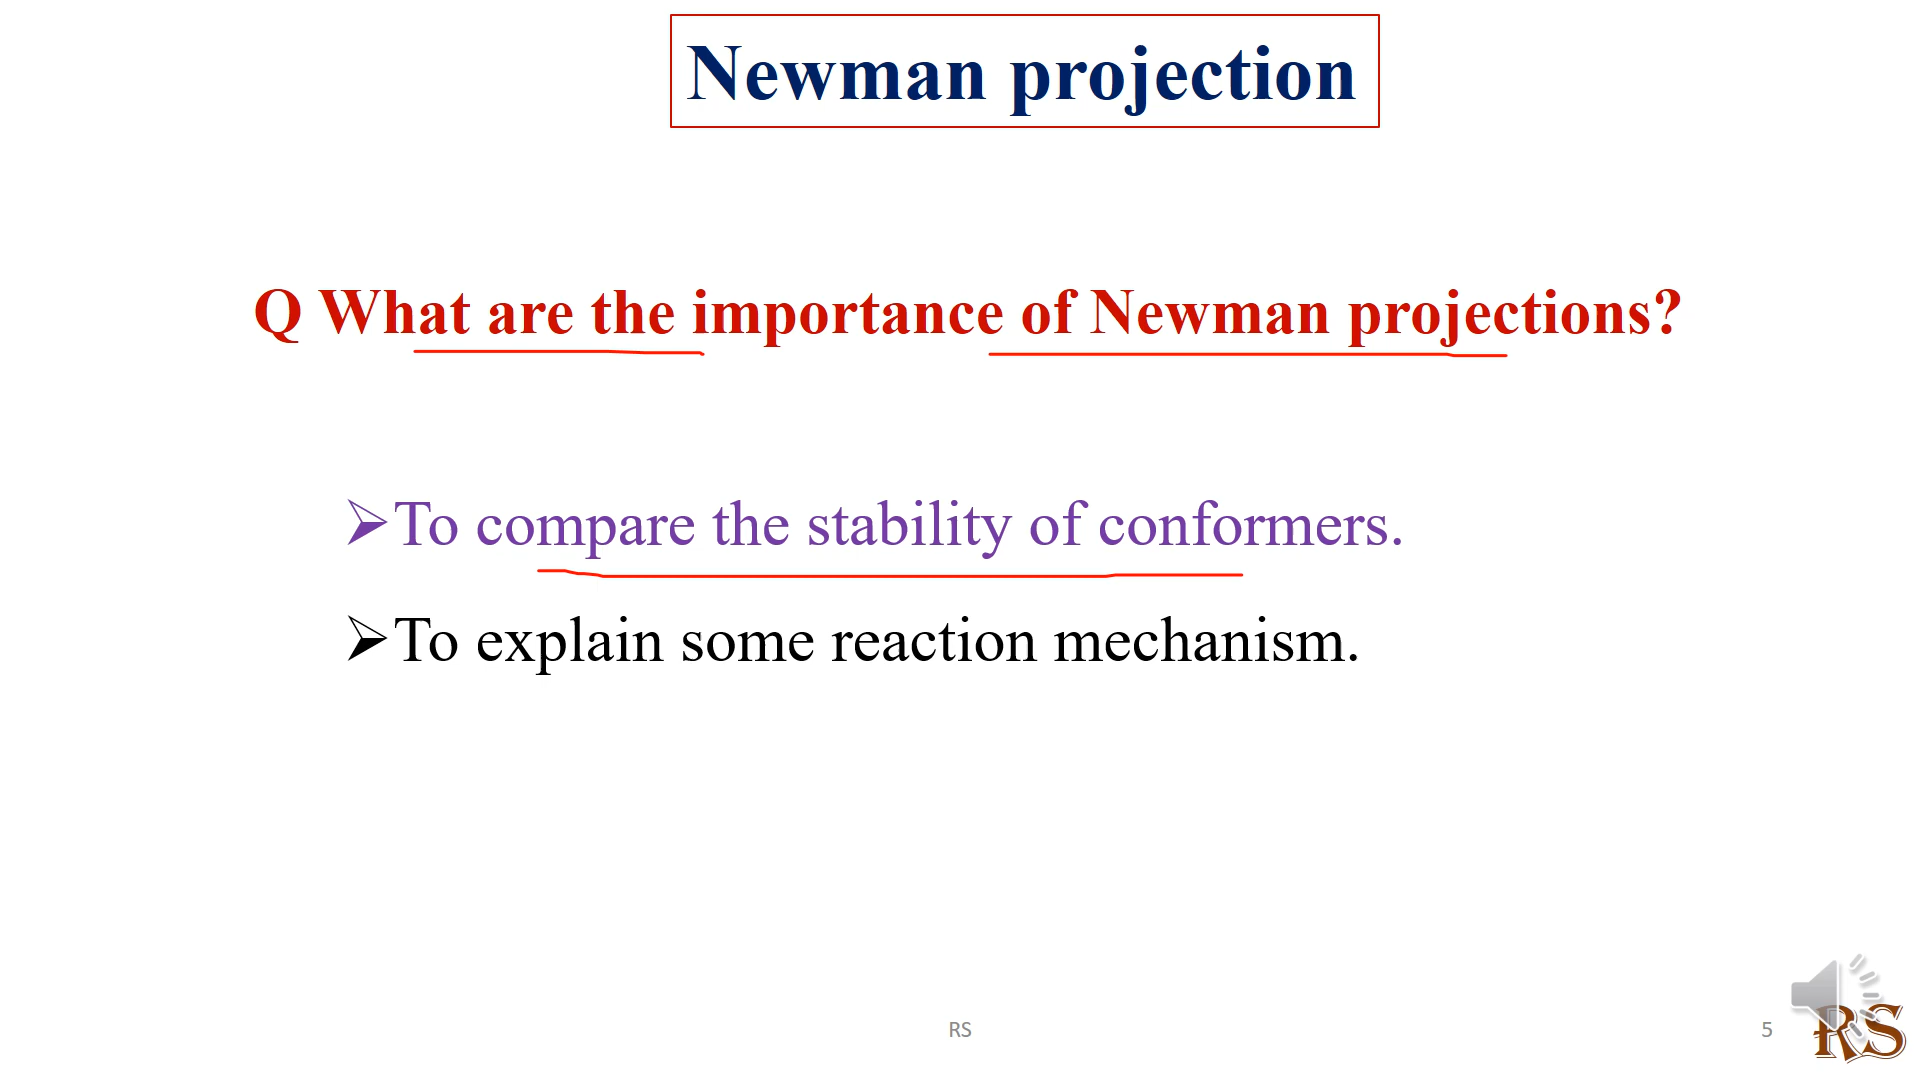 Newman projection
Q What are the importance of Newman projections?
➢To compare the stability of conformers.
➢To explain some reaction mechanism.
RS
5
RS